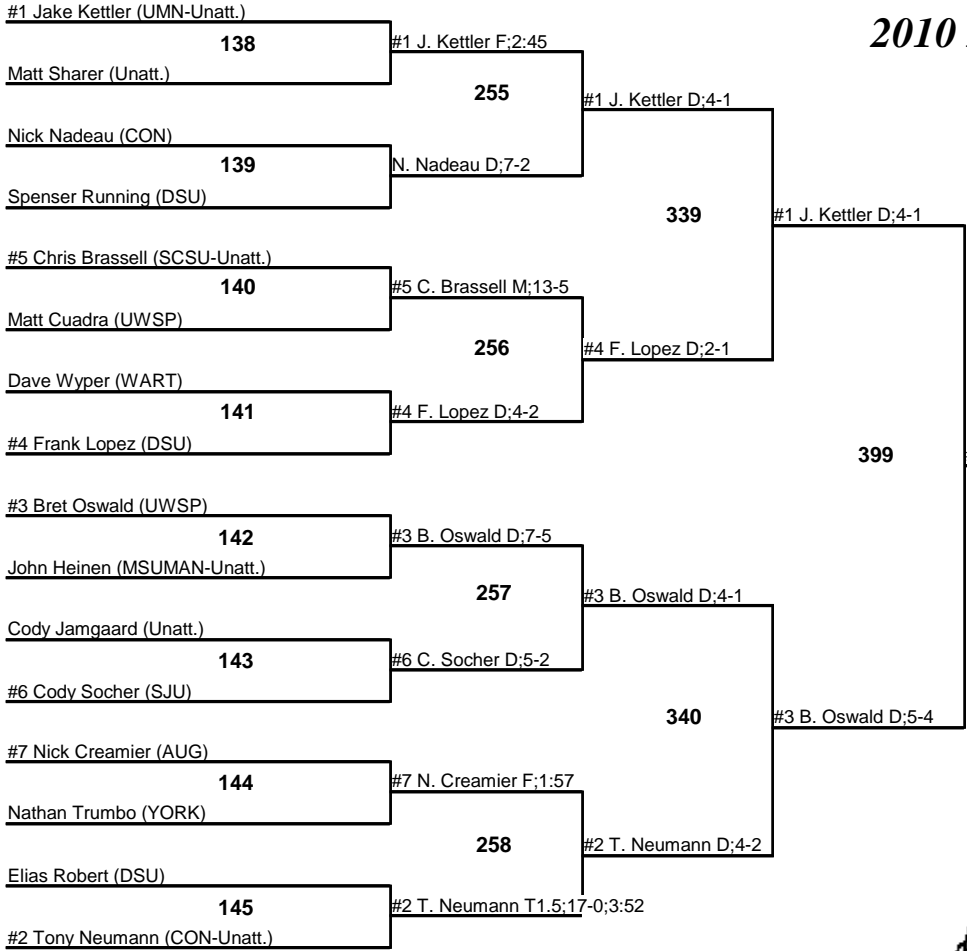 #1 Jake Kettler (UMN-Unatt.)
2010
138
#1 J. Kettler F;2:45
Matt Sharer (Unatt.)
255
#1 J. Kettler D;4-1
Nick Nadeau (CON)
139
N. Nadeau D;7-2
Spenser Running (DSU)
339
#1 J. Kettler D;4-1
#5 Chris Brassell (SCSU-Unatt.)
140
#5 C. Brassell M;13-5
Matt Cuadra (UWSP)
256
#4 F. Lopez D;2-1
Dave Wyper (WART)
141
#4 F. Lopez D;4-2
#4 Frank Lopez (DSU)
399
#3 Bret Oswald (UWSP)
142
#3 B. Oswald D;7-5
John Heinen (MSUMAN-Unatt.)
257
#3 B. Oswald D;4-1
Cody Jamgaard (Unatt.)
143
#6 C. Socher D;5-2
#6 Cody Socher (SJU)
340
#3 B. Oswald D;5-4
#7 Nick Creamier (AUG)
144
#7 N. Creamier F;1:57
Nathan Trumbo (YORK)
258
#2 T. Neumann D;4-2
Elias Robert (DSU)
145
#2 T. Neumann T1.5;17-0;3:52
#2 Tony Neumann (CON-Unatt.)